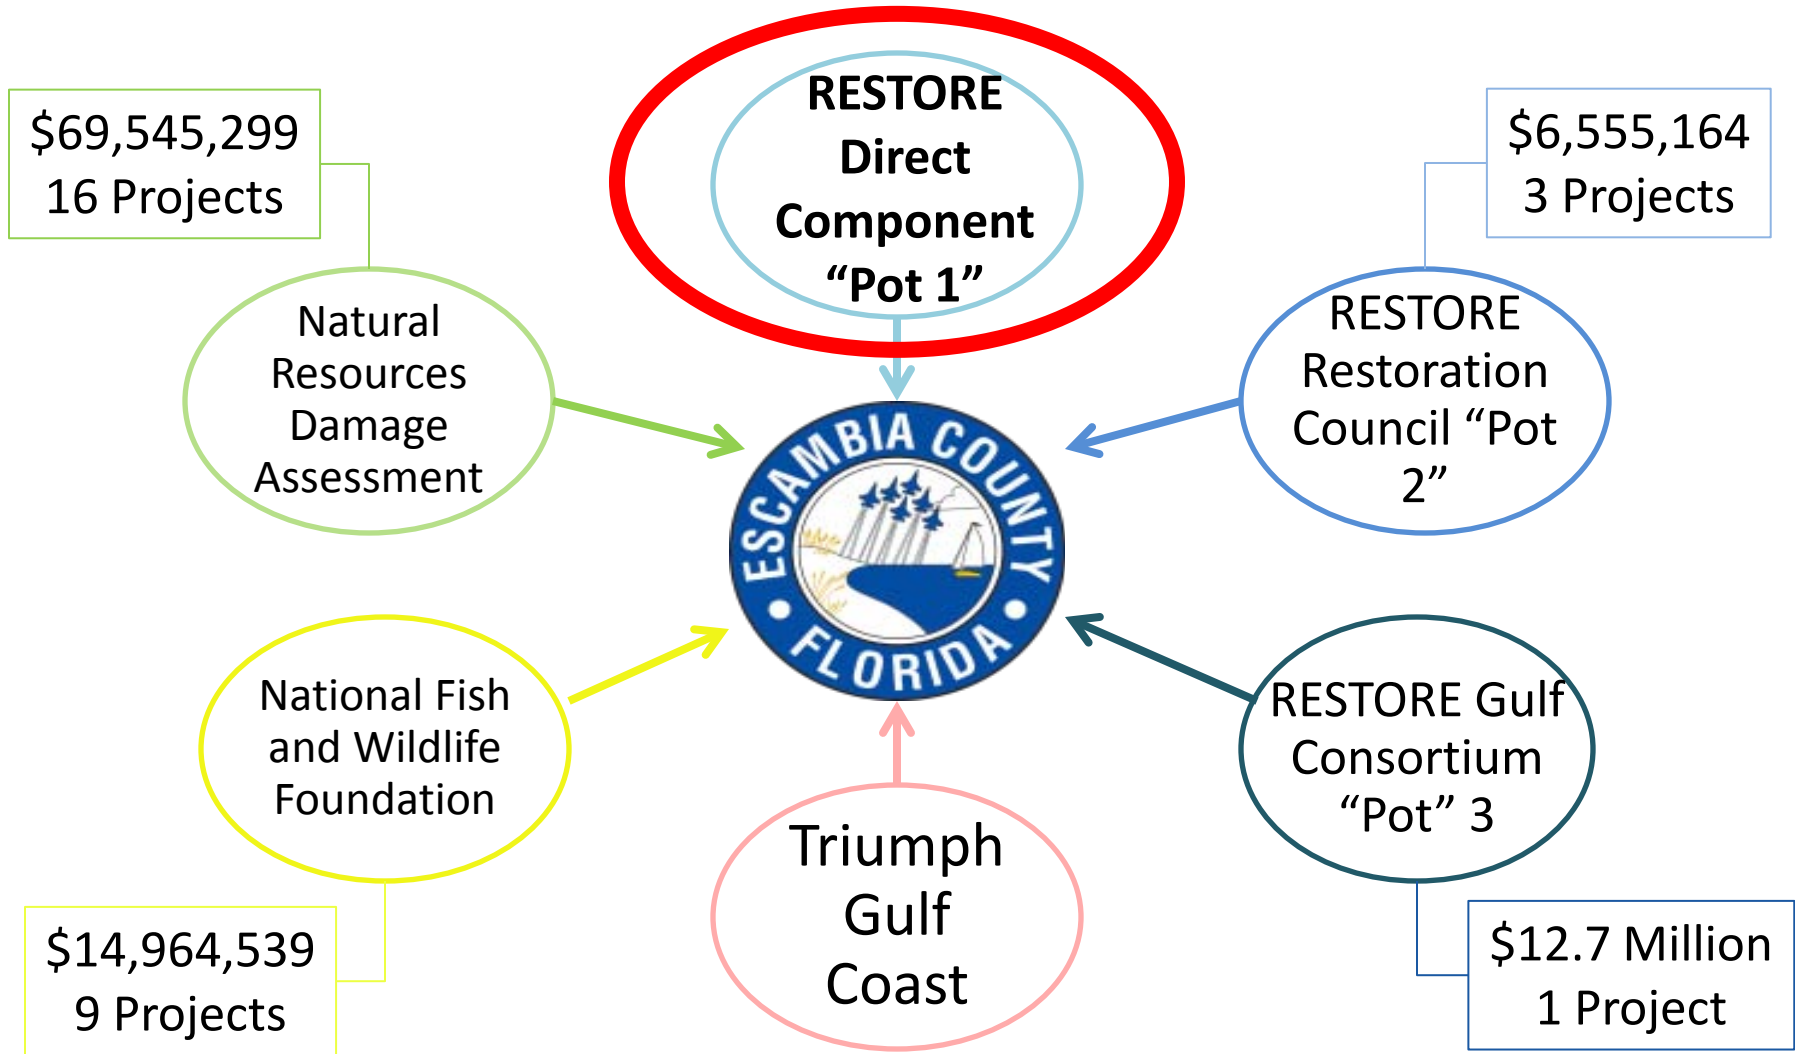 RESTORE
Direct
Component
“Pot 1”
$69,545,299
16 Projects
$6,555,164
3 Projects
Natural
Resources
Damage
Assessment
RESTORE
Restoration
Council “Pot
2”
ESCAMBIA COUNTY
FLORIDA
National Fish
and Wildlife
Foundation
RESTORE Gulf
Consortium
“Pot” 3
Triumph
Gulf
Coast
$14,964,539
9 Projects
$12.7 Million
1 Project